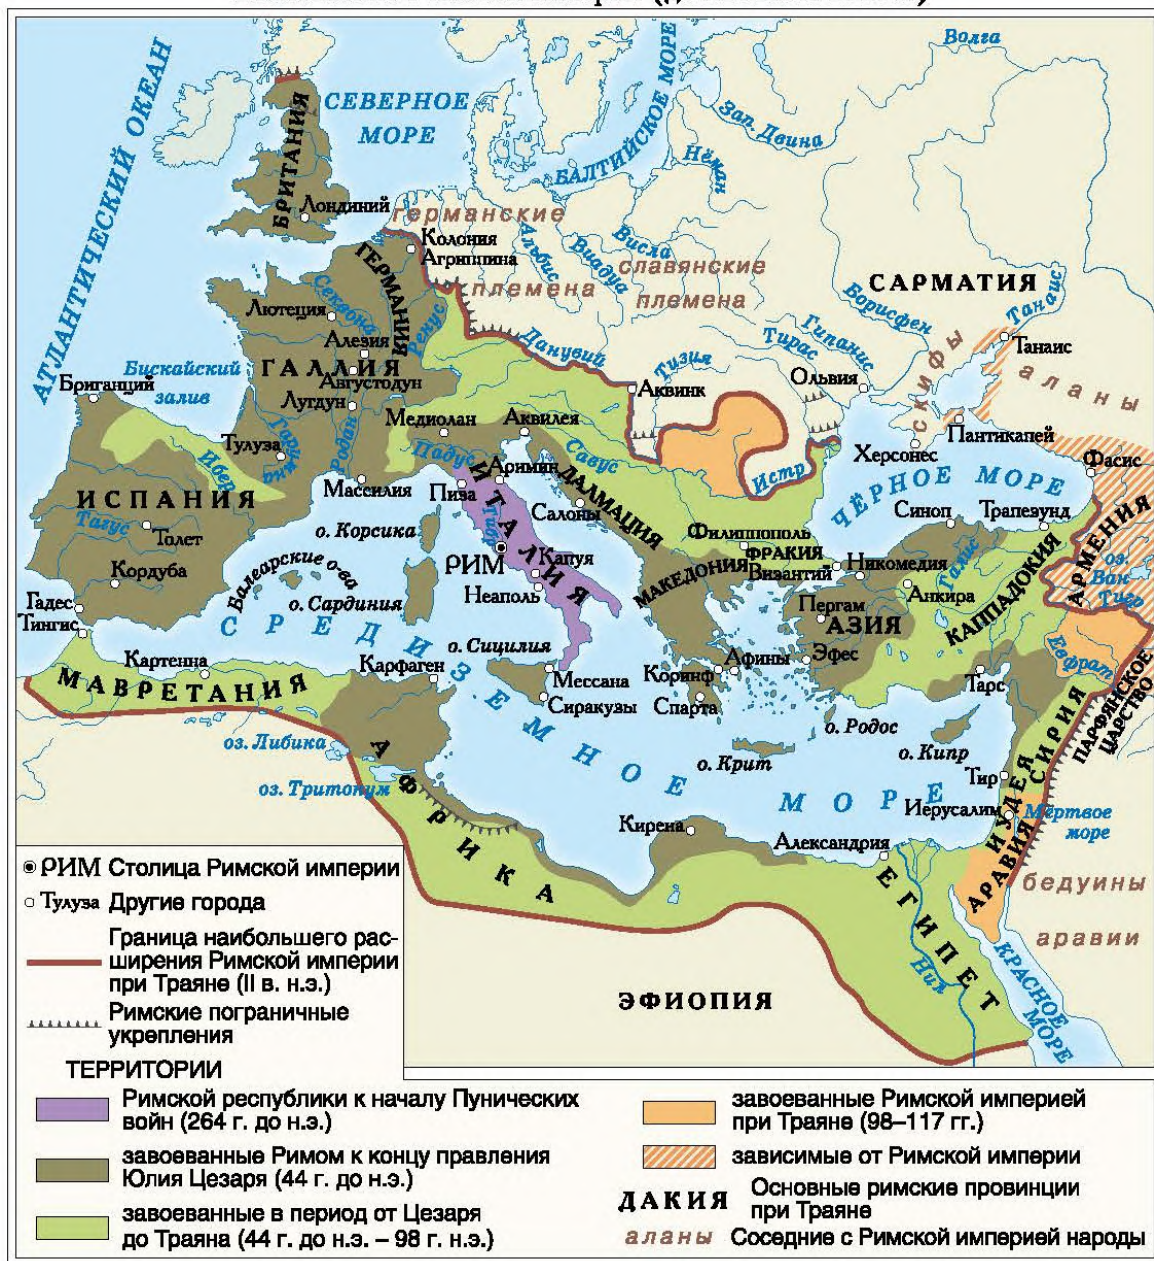 АТЛАНТИЧЕСКИЙ ОКЕАН
СЕВЕРНОЕ
МОРЕ
БАЛТИЙСКОЕ МОРЕ
Волга
Зап. Двина
Нёман
БРИТАНИЯ
Лондиний
германские
племена
Колония
Агриппина
ГЕРМАНИЯ
Альбис
Виадуа
Висла
славянские
племена
САРМАТИЯ
Борисфен
Танаис
Танаис
Гипанис
Тирас
скифы
аланы
Лютеция
Секвона
Ренус
Алезия
ГАЛЛИЯ
Августодун
Лугдун
Данувий
Тизия
Аквинк
Ольвия
Бискайский
залив
Бриганций
Медиолан
Аквилея
Пантикапей
Херсонес
Фасис
Тулуза
Родан
Падус
Савус
Истр
ЧЁРНОЕ МОРЕ
Ибер
ИСПАНИЯ
Массилия
Пиза
Аримин
ИТАЛИЯ
ДАЛМАЦИЯ
Салоны
Синоп
Трапезунд
АРМЕНИЯ
Тагус
Толет
о. Корсика
РИМ
Капуя
Неаполь
Филиппополь
ФРАКИЯ
Византий
Никомедия
Галис
оз.
Ван
Тигр
Кордуба
Балеарские о-ва
о. Сардиния
МАКЕДОНИЯ
Анкира
КАППАДОКИЯ
Гадес
Тингис
Пергам
АЗИЯ
Евфрат
СРЕДИЗЕМНОЕ МОРЕ
о. Сицилия
Картенна
Карфаген
Мессана
Сиракузы
Коринф
Афины
Спарта
Эфес
Тарс
МАВРЕТАНИЯ
о. Родос
о. Кипр
о. Крит
СИРИЯ
ПАРФЯНСКОЕ
ЦАРСТВО
оз. Либика
оз. Тритонум
АФРИКА
Кирена
Александрия
Тир
Иерусалим
ИУДЕЯ
Мёртвое
море
АРАВИЯ
бедуины
аравии
ЕГИПЕТ
Нил
КРАСНОЕ
МОРЕ
ЭФИОПИЯ
РИМ Столица Римской империи
Тулуза Другие города
Граница наибольшего рас-
ширения Римской империи
при Траяне (II в. н.э.)
Римские пограничные
укрепления
ТЕРРИТОРИИ
Римской республики к началу Пунических
войн (264 г. до н.э.)
завоеванные Римом к концу правления
Юлия Цезаря (44 г. до н.э.)
завоеванные в период от Цезаря
до Траяна (44 г. до н.э. – 98 г. н.э.)
завоеванные Римской империей
при Траяне (98–117 гг.)
зависимые от Римской империи
ДАКИЯ Основные римские провинции
при Траяне
аланы Соседние с Римской империей народы